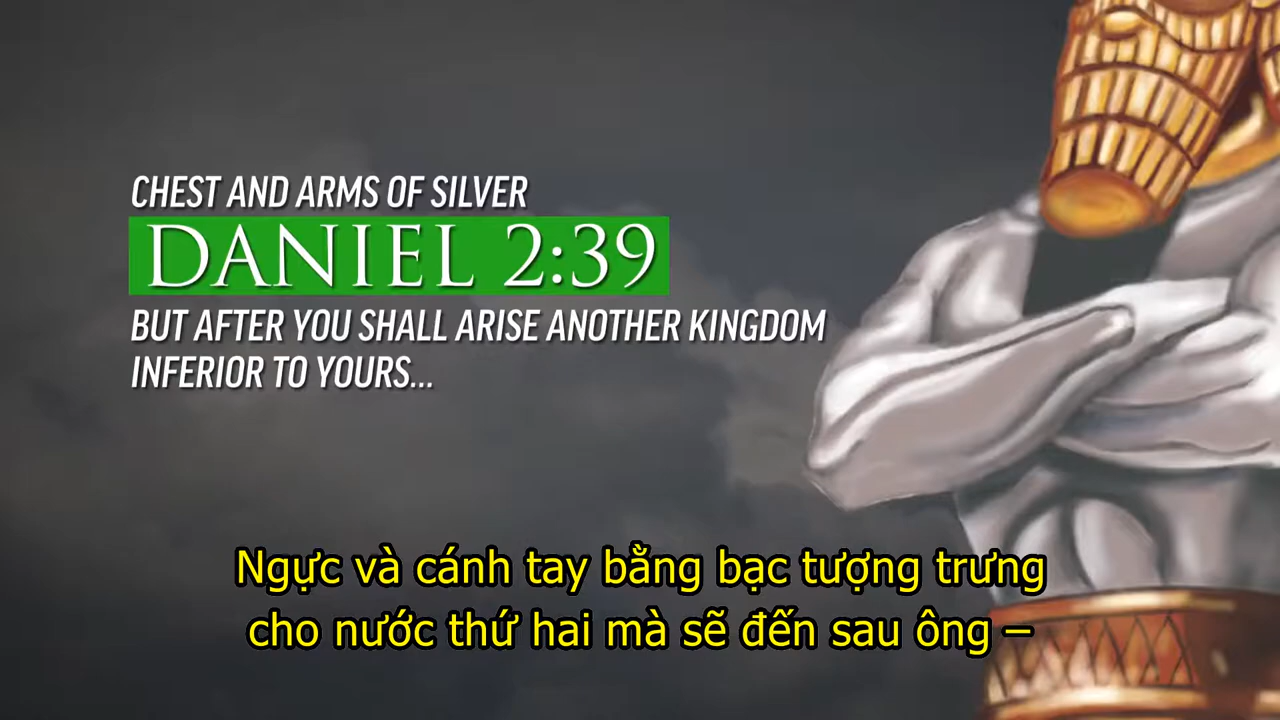 CHEST AND ARMS OF SILVER
DANIEL 2:39
BUT AFTER YOU SHALL ARISE ANOTHER KINGDOM
INFERIOR TO YOURS...
Ngực và cánh tay bằng bạc tượng trưng
cho nước thứ hai mà sẽ đến sau ông –